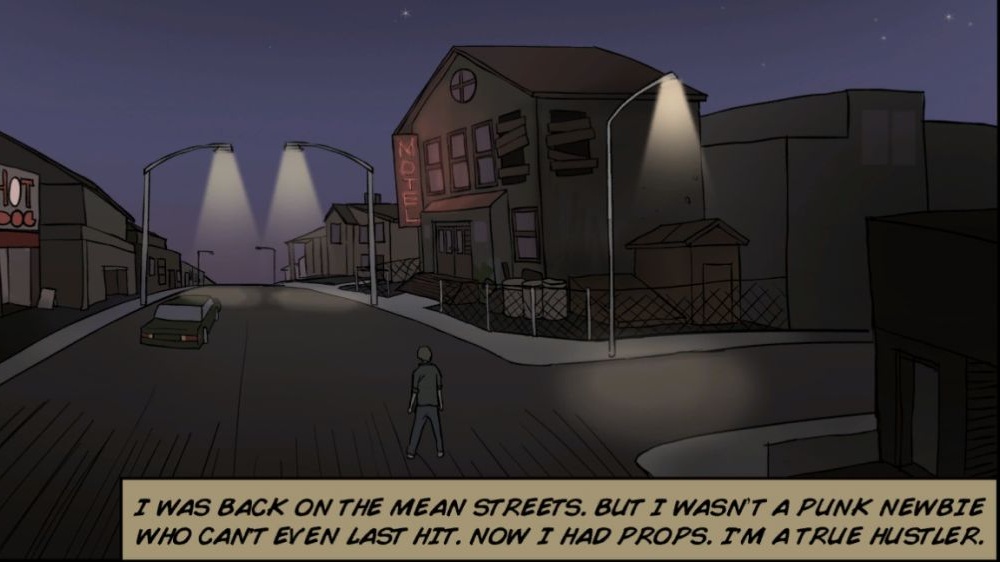 HOT
DOG
MOTEL
I WAS BACK ON THE MEAN STREETS. BUT I WASN'T A PUNK NEWBIE
WHO CAN'T EVEN LAST HIT. NOW I HAD PROPS. I'M A TRUE HUSTLER.